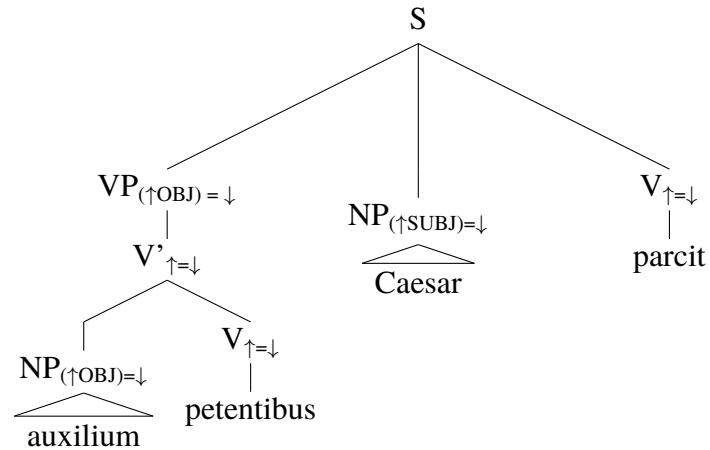 S
VP(↑OBJ) = ↓
NP(↑SUBJ)=↓
V↑=↓
V’↑=↓
Caesar
parcit
NP(↑OBJ)=↓
V↑=↓
auxilium
petentibus